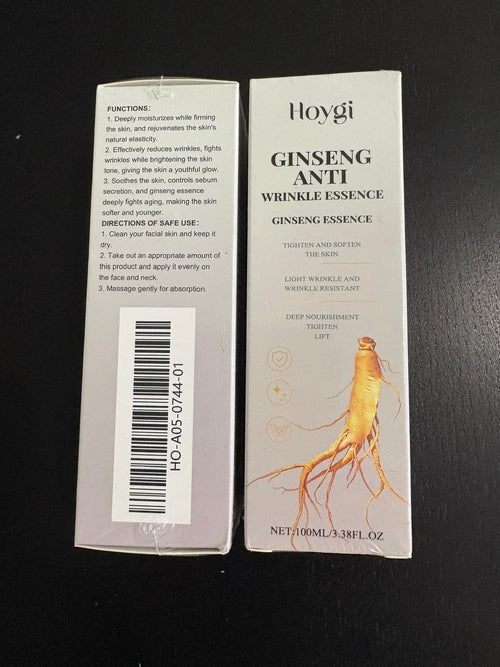 FUNCTIONS:
1. Deeply moisturizes while firming
the skin, and rejuvenates the skin's
natural elasticity.
2. Effectively reduces wrinkles, fights
wrinkles while brightening the skin
tone, giving the skin a youthful glow.
3. Soothes the skin, controls sebum
secretion, and ginseng essence
deeply fights aging, making the skin
softer and younger.
DIRECTIONS OF SAFE USE:
1. Clean your facial skin and keep it
dry.
2. Take out an appropriate amount of
this product and apply it evenly on
the face and neck.
3. Massage gently for absorption.
HO-A05-0744-01
Hoygi
GINSENG
ANTI
WRINKLE ESSENCE
GINSENG ESSENCE
TIGHTEN AND SOFTEN
THE SKIN
LIGHT WRINKLE AND
WRINKLE RESISTANT
DEEP NOURISHMENT
TIGHTEN
LIFT
NET:100ML/3.38FL.OZ